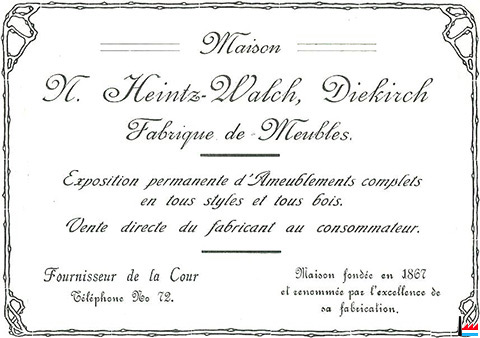 Maison
N. Heintz-Walch, Diekirch
Fabrique de Meubles.
Exposition permanente d'Ameublements complets
en tous styles et tous bois.
Vente directe du fabricant au consommateur.
Fournisseur de la Cour
Téléphone No 72.
Maison fondée en 1867
et renommée par l'excellence de
sa fabrication.